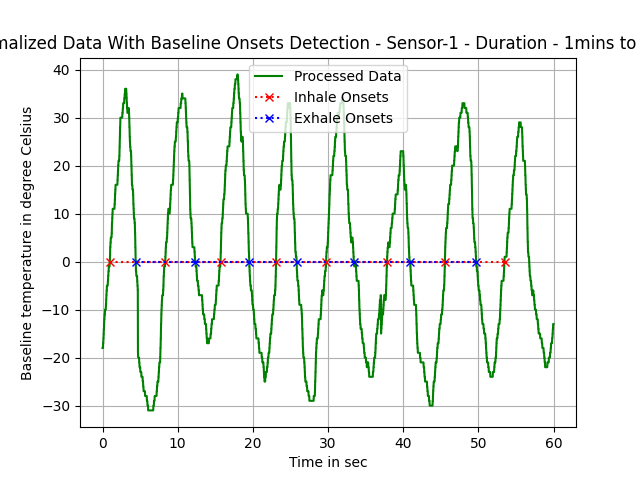 malized Data With Baseline Onsets Detection - Sensor-1 - Duration - 1mins to
Processed Data
Inhale Onsets
Exhale Onsets
Baseline temperature in degree Celsius
40
30
20
10
0
−10
−20
−30
0 10 20 30 40 50 60
Time in sec